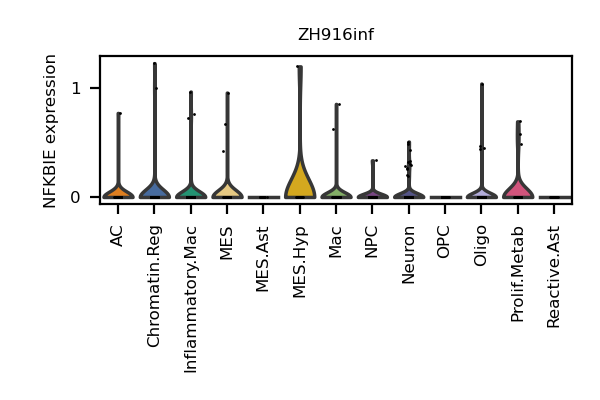 ZH916inf
NFKBIE expression
1
0
AC
Chromatin.Reg
Inflammatory.Mac
MES
MES.Ast
MES.Hyp
Mac
NPC
Neuron
OPC
Oligo
Prolif.Metab
Reactive.Ast